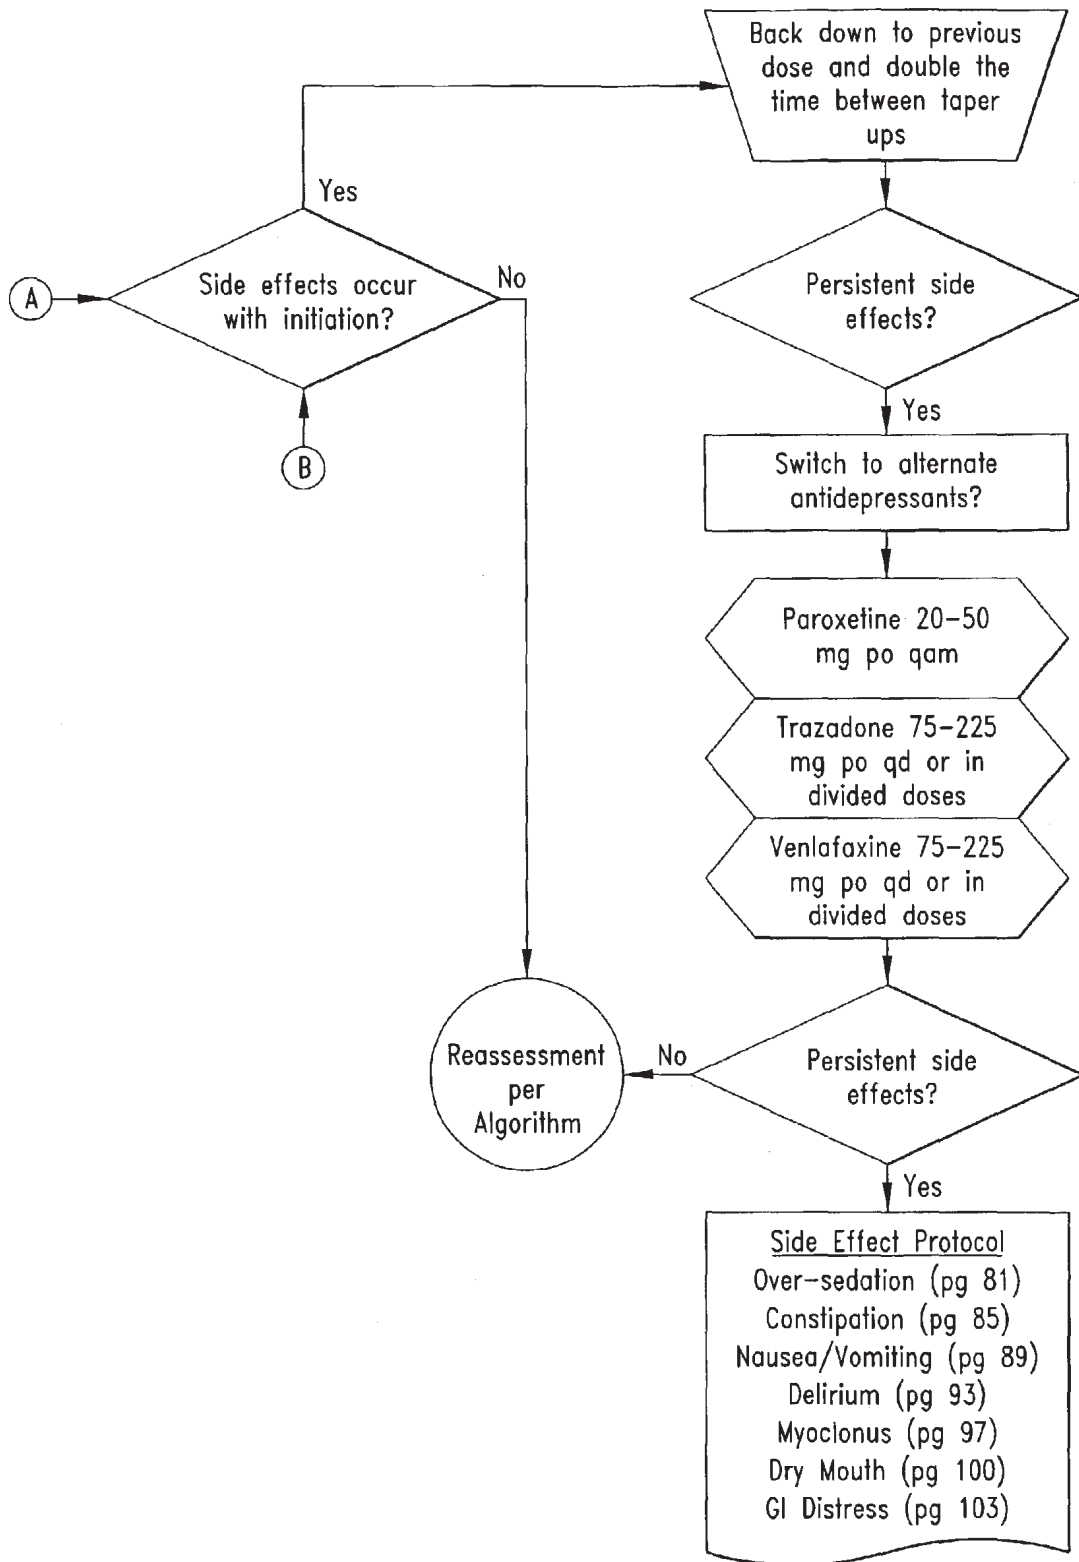 Back down to previous
dose and double the
time between taper
ups
Yes
A
Side effects occur
with initiation?
No
B
Persistent side
effects?
Yes
Switch to alternate
antidepressants?
Paroxetine 20-50
mg po qam
Trazadone 75-225
mg po qd or in
divided doses
Venlafaxine 75-225
mg po qd or in
divided doses
Reassessment
per
Algorithm
No
Persistent side
effects?
Yes
Side Effect Protocol
Over-sedation (pg 81)
Constipation (pg 85)
Nausea/Vomiting (pg 89)
Delirium (pg 93)
Myoclonus (pg 97)
Dry Mouth (pg 100)
GI Distress (pg 103)